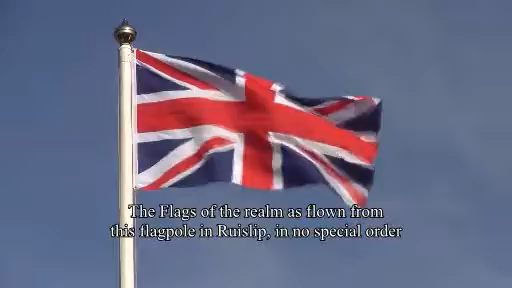 The Flags of the realm as flown from
this flagpole in Ruislip, in no special order